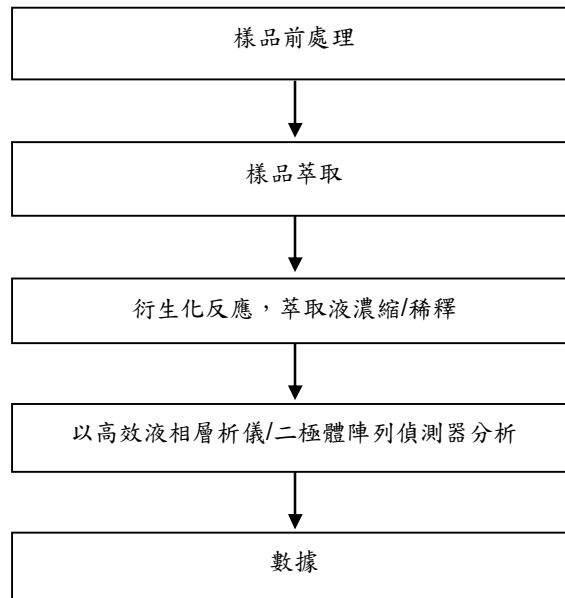 樣品前處理
樣品萃取
衍生化反應，萃取液濃縮/稀釋
以高效液相層析儀/二極體陣列偵測器分析
數據